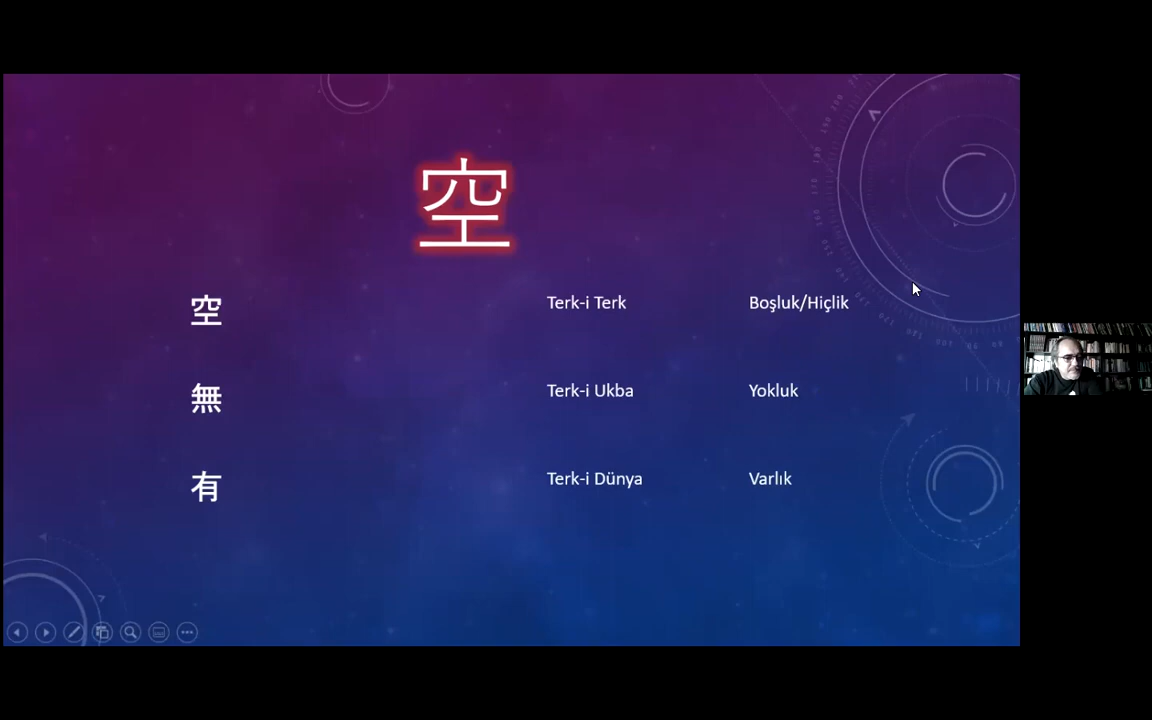 空
空 Terk-i Terk Boşluk/Hiçlik
無 Terk-i Ukba Yokluk
有 Terk-i Dünya Varlık